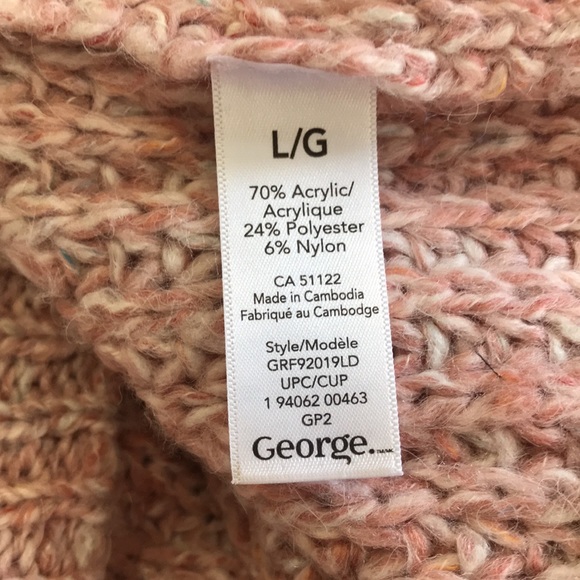 L/G
70% Acrylic/
Acrylique
24% Polyester
6% Nylon
CA 51122
Made in Cambodia
Fabriqué au Cambodge
Style/Modèle
GRF92019LD
UPC/CUP
1 94062 00463
GP2
George.